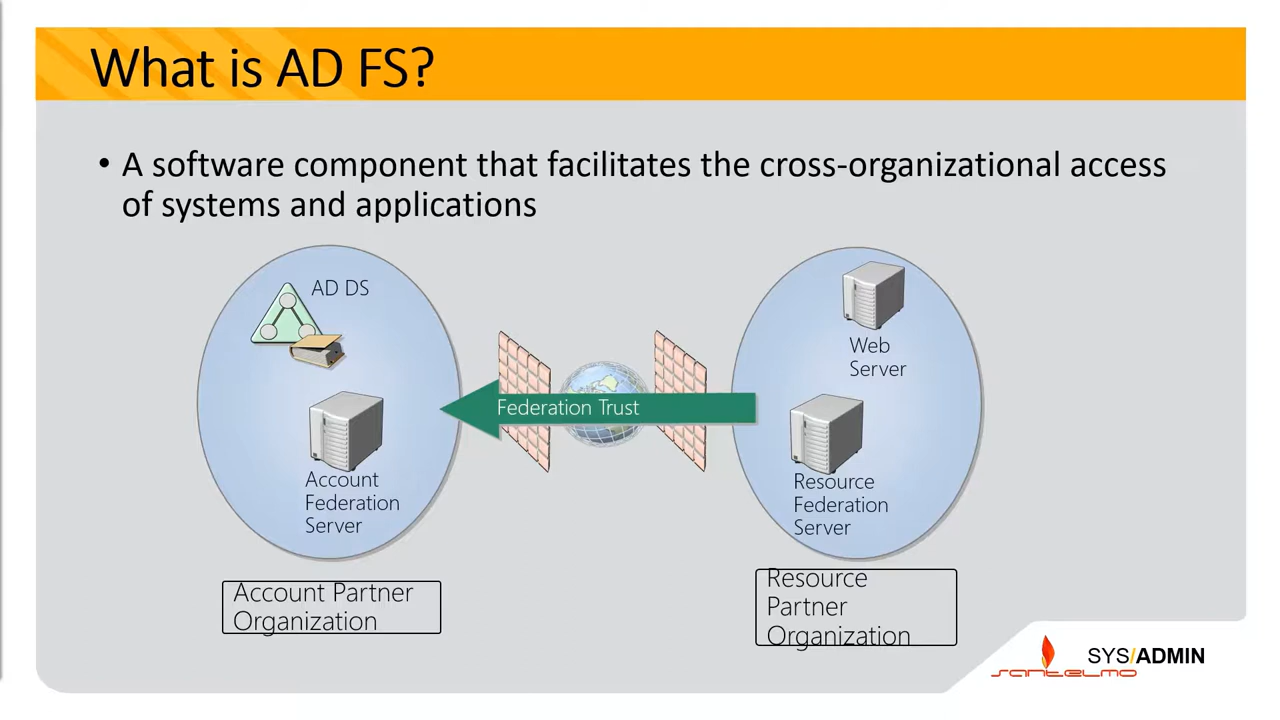 What is AD FS?
• A software component that facilitates the cross-organizational access
of systems and applications
AD DS
Account
Federation
Server
Federation Trust
Web
Server
Resource
Federation
Server
Account Partner
Organization
Resource
Partner
Organization
santelmo
SYS/ADMIN